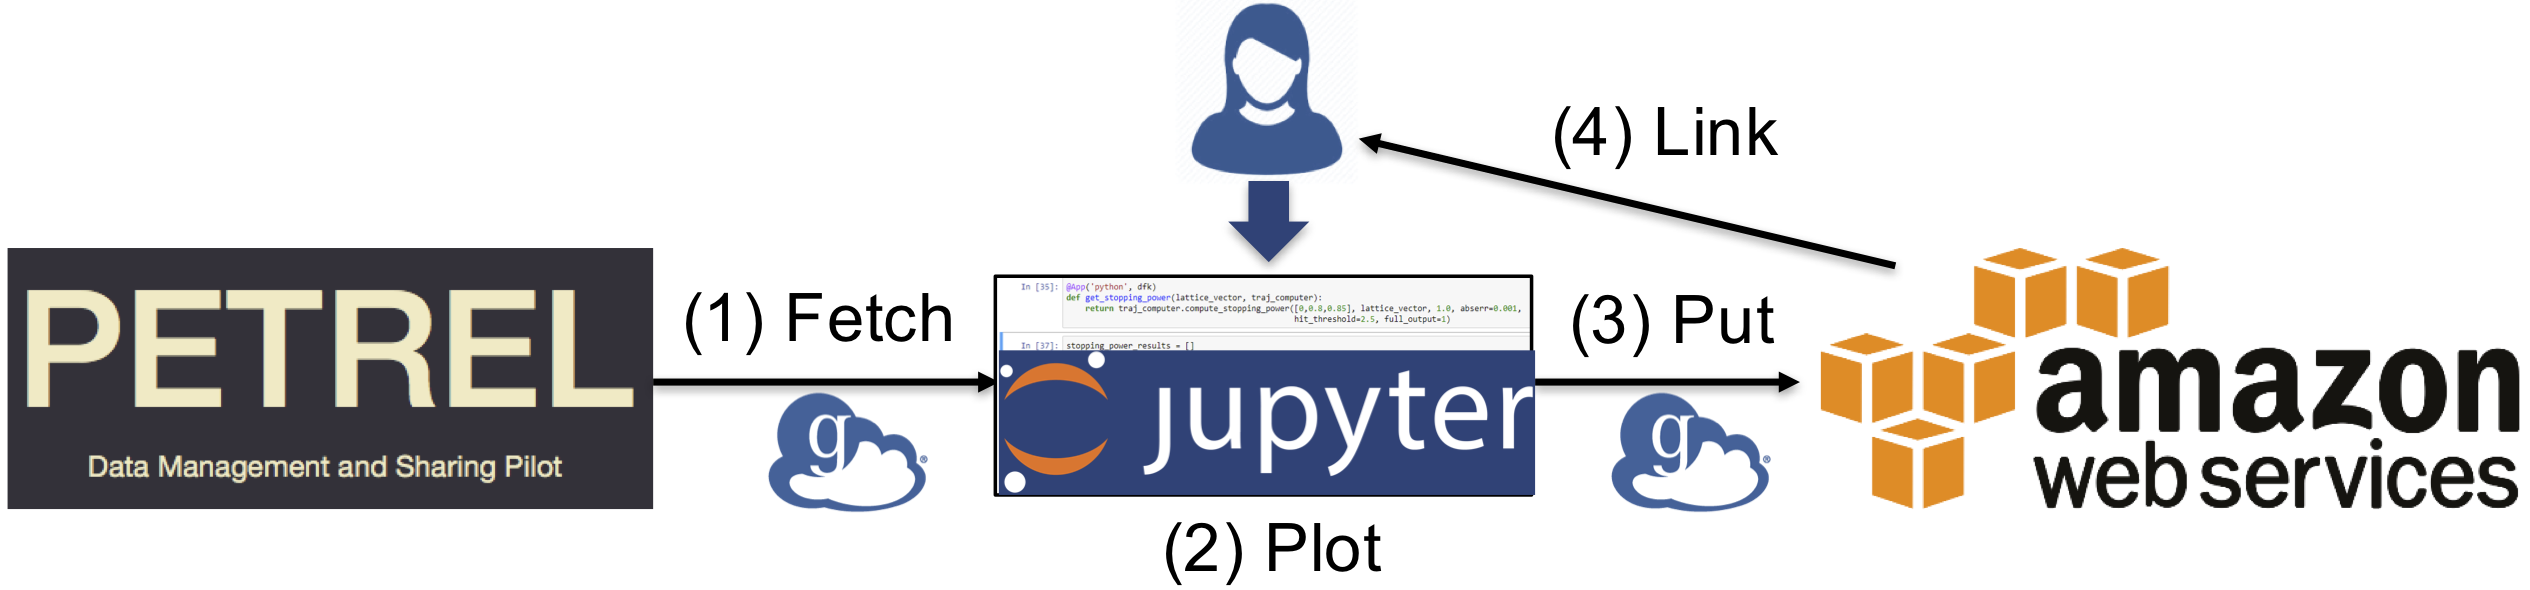 (4) Link
PETREL
Data Management and Sharing Pilot
(1) Fetch
g
®
In [35]: @App('python', dfk)
def get_stopping_power(lattice_vector, traj_computer):
return traj_computer.compute_stopping_power([0,0.8,0.85], lattice_vector, 1.0, abserr=0.001,
hit_threshold=2.5, full_output=1)
In [37]: stopping_power_results = []
jupyter
(2) Plot
(3) Put
g
®
amazon
web services